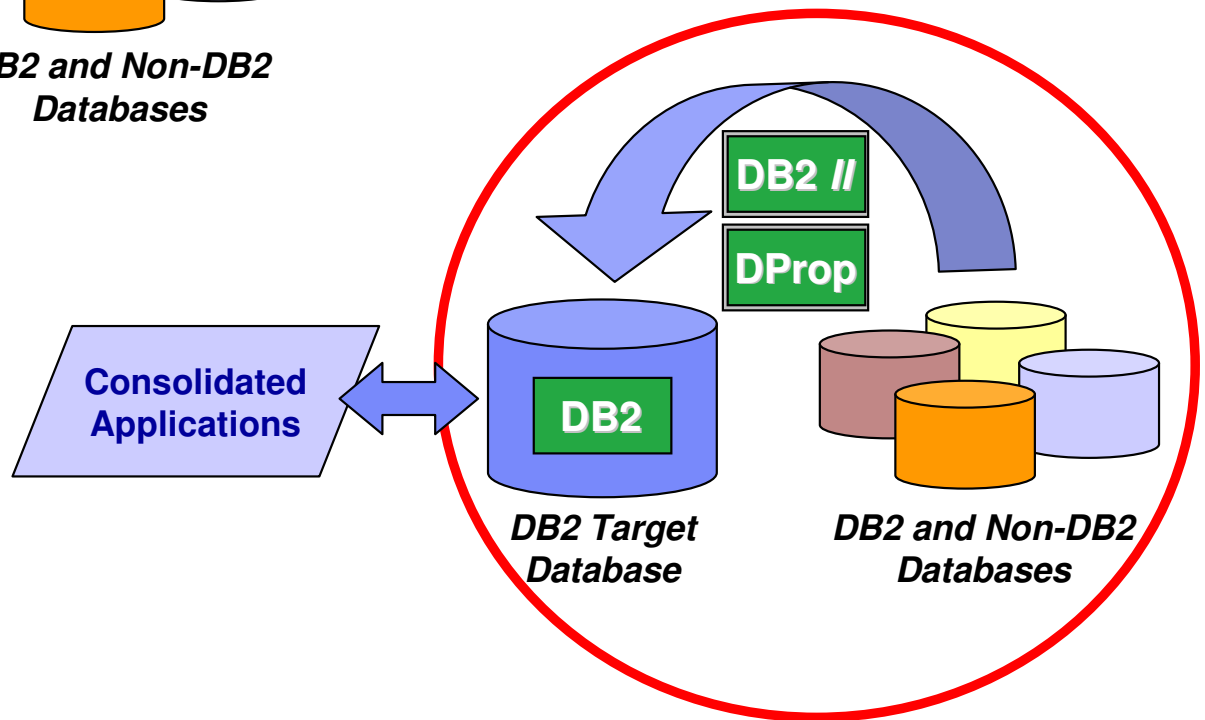 B2 and Non-DB2
Databases
DB2 II
DProp
Consolidated
Applications
DB2
DB2 Target
Database
DB2 and Non-DB2
Databases